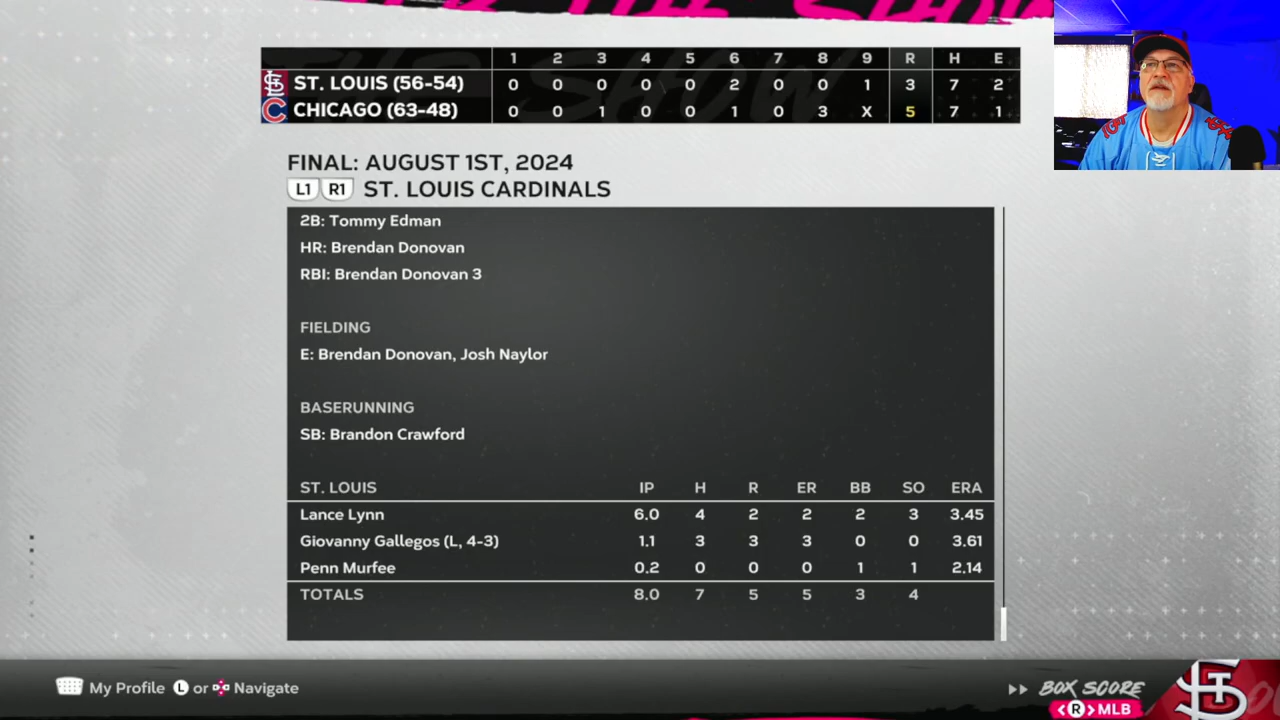 THE SHOW
1 2 3 4 5 6 7 8 9 R H E
ST. LOUIS (56-54) 0 0 0 0 0 2 0 0 1 3 7 2
CHICAGO (63-48) 0 0 1 0 0 1 0 3 X 5 7 1
FINAL: AUGUST 1ST, 2024
L1 R1 ST. LOUIS CARDINALS
2B: Tommy Edman
HR: Brendan Donovan
RBI: Brendan Donovan 3
FIELDING
E: Brendan Donovan, Josh Naylor
BASERUNNING
SB: Brandon Crawford
ST. LOUIS IP H R ER BB SO ERA
Lance Lynn 6.0 4 2 2 2 3 3.45
Giovanny Gallegos (L, 4-3) 1.1 3 3 3 0 0 3.61
Penn Murfee 0.2 0 0 0 1 1 2.14
TOTALS 8.0 7 5 5 3 4
My Profile L or Navigate
BOX SCORE
R MLB